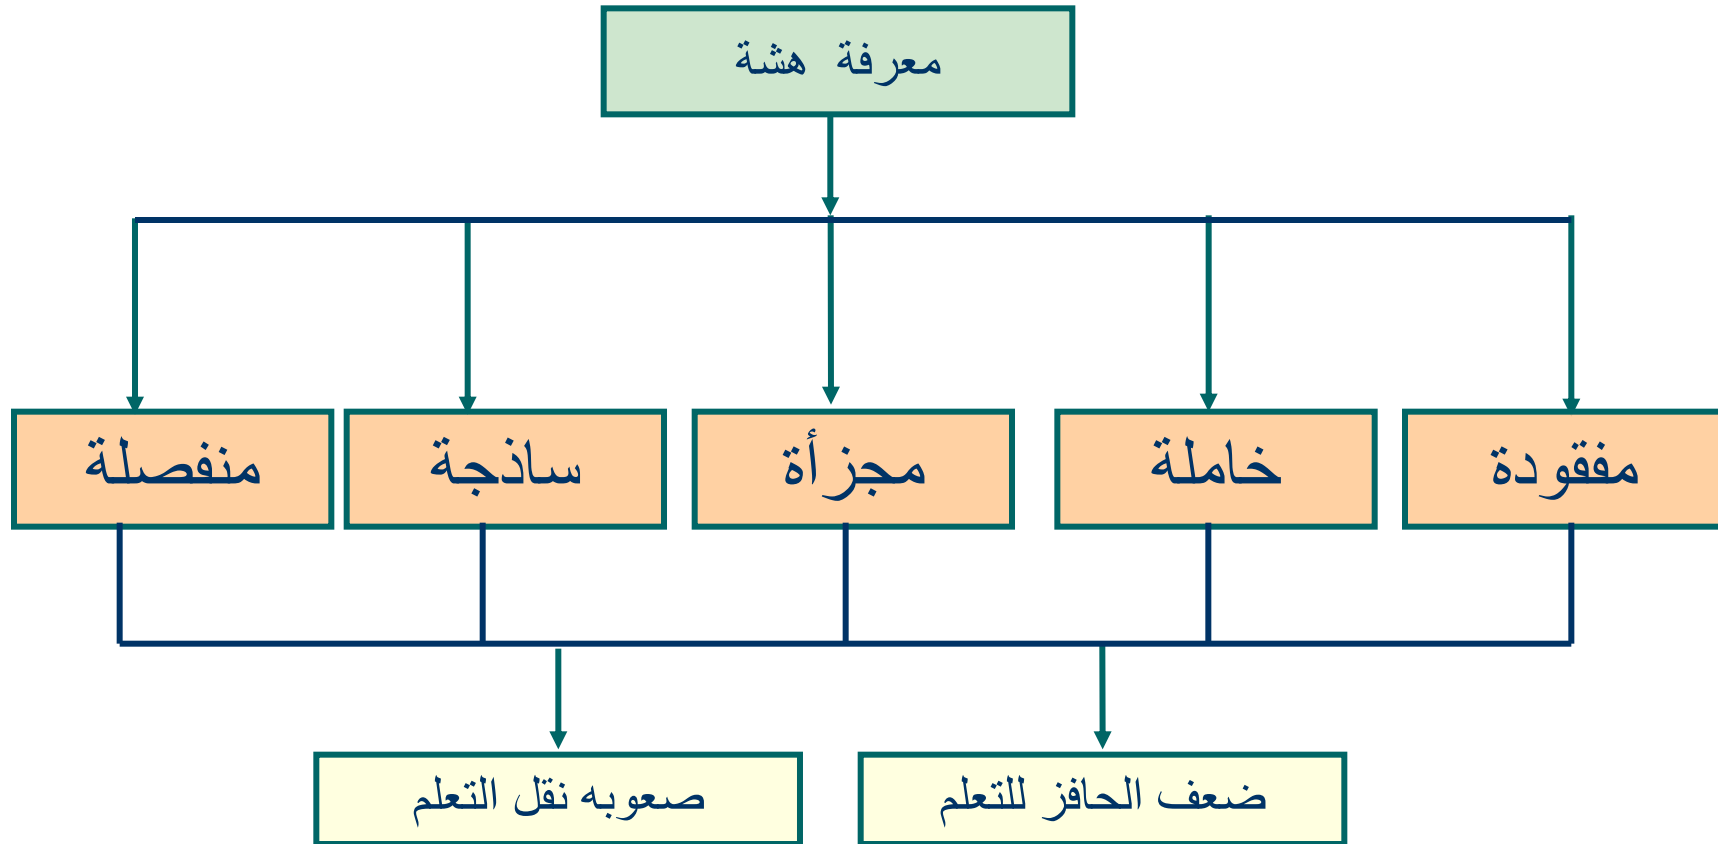 معرفة هشة
مفقودة
خاملة
مجزأة
ساذجة
منفصلة
ضعف الحافز للتعلم
صعوبه نقل التعلم